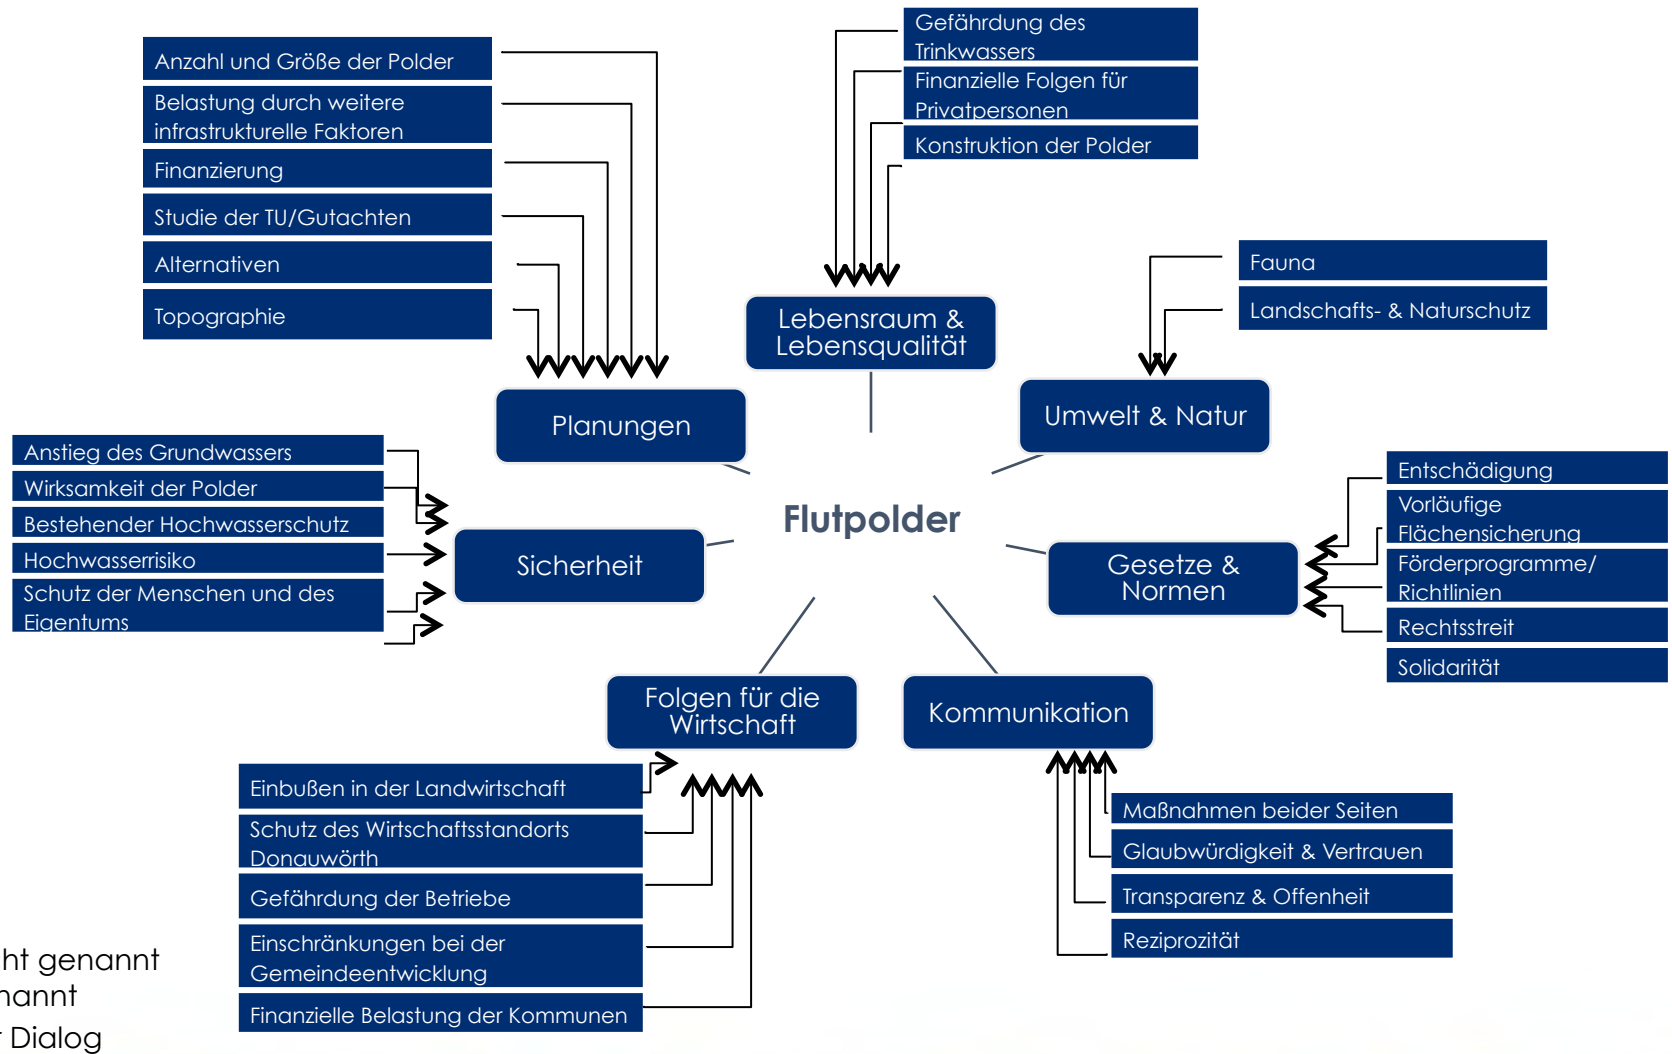 Anzahl und Größe der Polder
Belastung durch weitere
infrastrukturelle Faktoren
Finanzierung
Studie der TU/Gutachten
Alternativen
Topographie
Gefährdung des
Trinkwassers
Finanzielle Folgen für
Privatpersonen
Konstruktion der Polder
Fauna
Landschafts- & Naturschutz
Lebensraum &
Lebensqualität
Planungen
Umwelt & Natur
Anstieg des Grundwassers
Wirksamkeit der Polder
Bestehender Hochwasserschutz
Hochwasserrisiko
Schutz der Menschen und des
Eigentums
Sicherheit
Flutpolder
Gesetze &
Normen
Entschädigung
Vorläufige
Flächensicherung
Förderprogramme/
Richtlinien
Rechtsstreit
Solidarität
Folgen für die
Wirtschaft
Kommunikation
Einbußen in der Landwirtschaft
Schutz des Wirtschaftsstandorts
Donauwörth
Gefährdung der Betriebe
Einschränkungen bei der
Gemeindeentwicklung
Finanzielle Belastung der Kommunen
Maßnahmen beider Seiten
Glaubwürdigkeit & Vertrauen
Transparenz & Offenheit
Reziprozität
genannt
Dialog